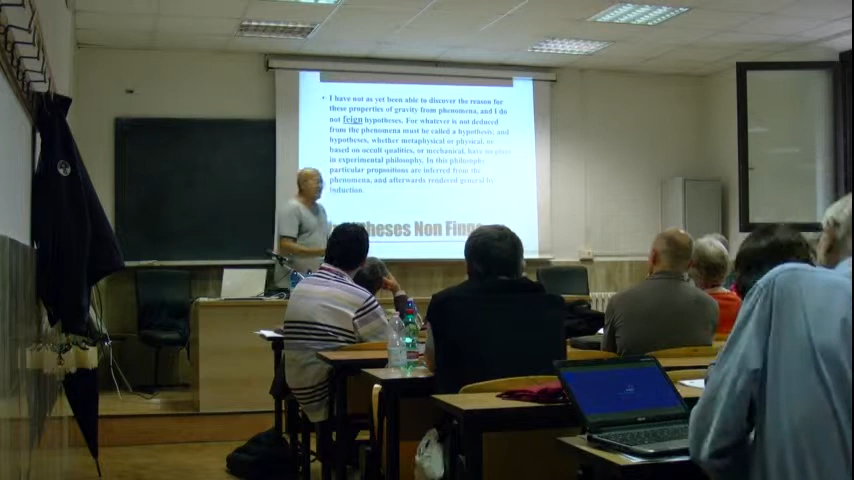 • I have not as yet been able to discover the reason for
these properties of gravity from phenomena, and I do
not feign hypotheses. For whatever is not deduced
from the phenomena must be called a hypothesis; and
hypotheses, whether metaphysical or physical, or
based on occult qualities, or mechanical, have no place
in experimental philosophy. In this philosophy
particular propositions are inferred from the
phenomena, and afterwards rendered general by
induction.
Non